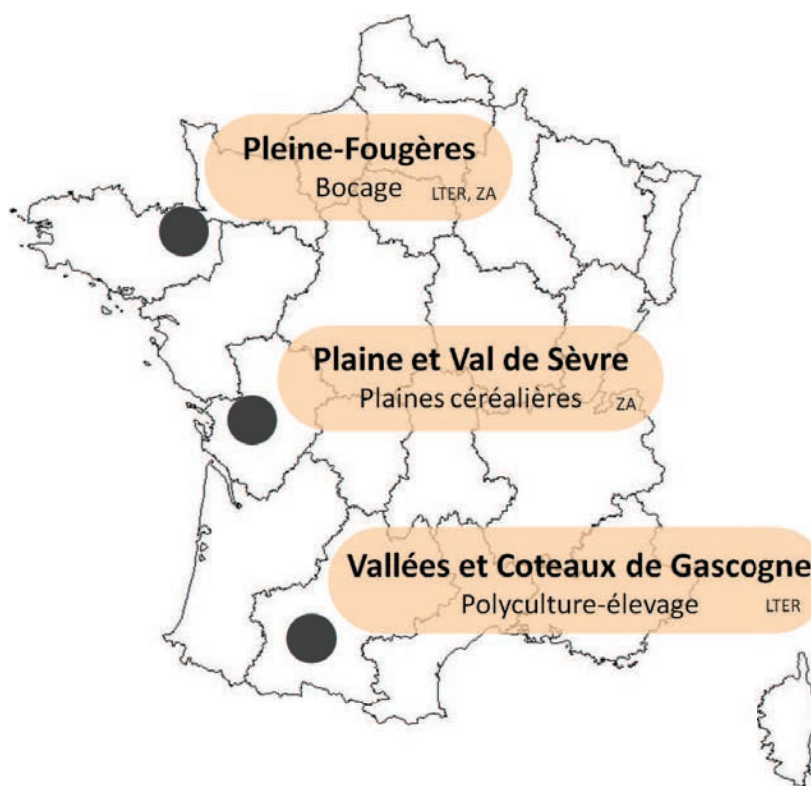 Pleine-Fougères
Bocage LTER, ZA
Plaine et Val de Sèvre
Plaines céréalières ZA
Vallées et Coteaux de Gascogne
Polyculture-élevage LTER